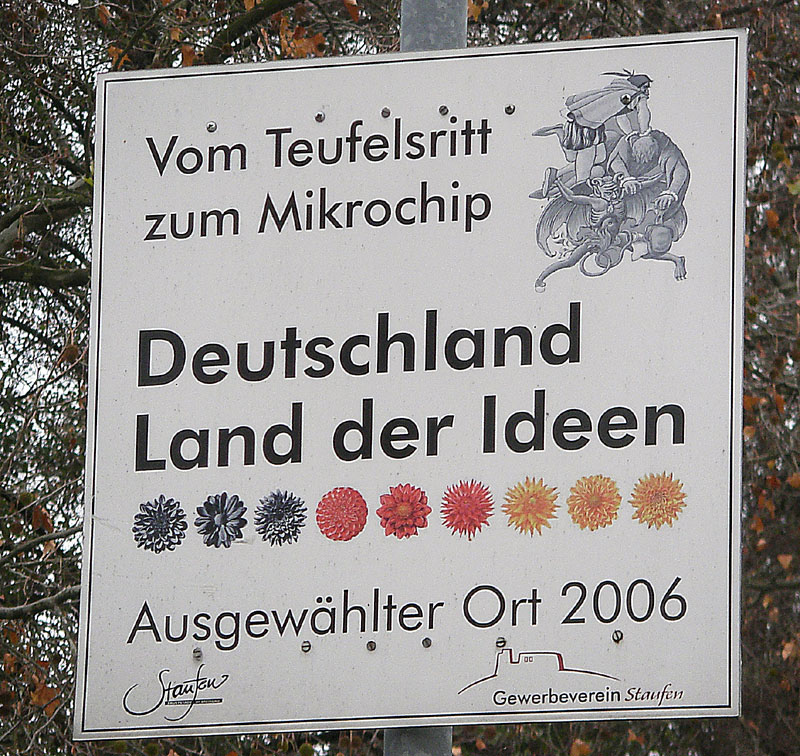 Vom Teufelsritt
zum Mikrochip
Deutschland
Land der Ideen
Ausgewählter Ort 2006
Staufen
Gewerbeverein Staufen